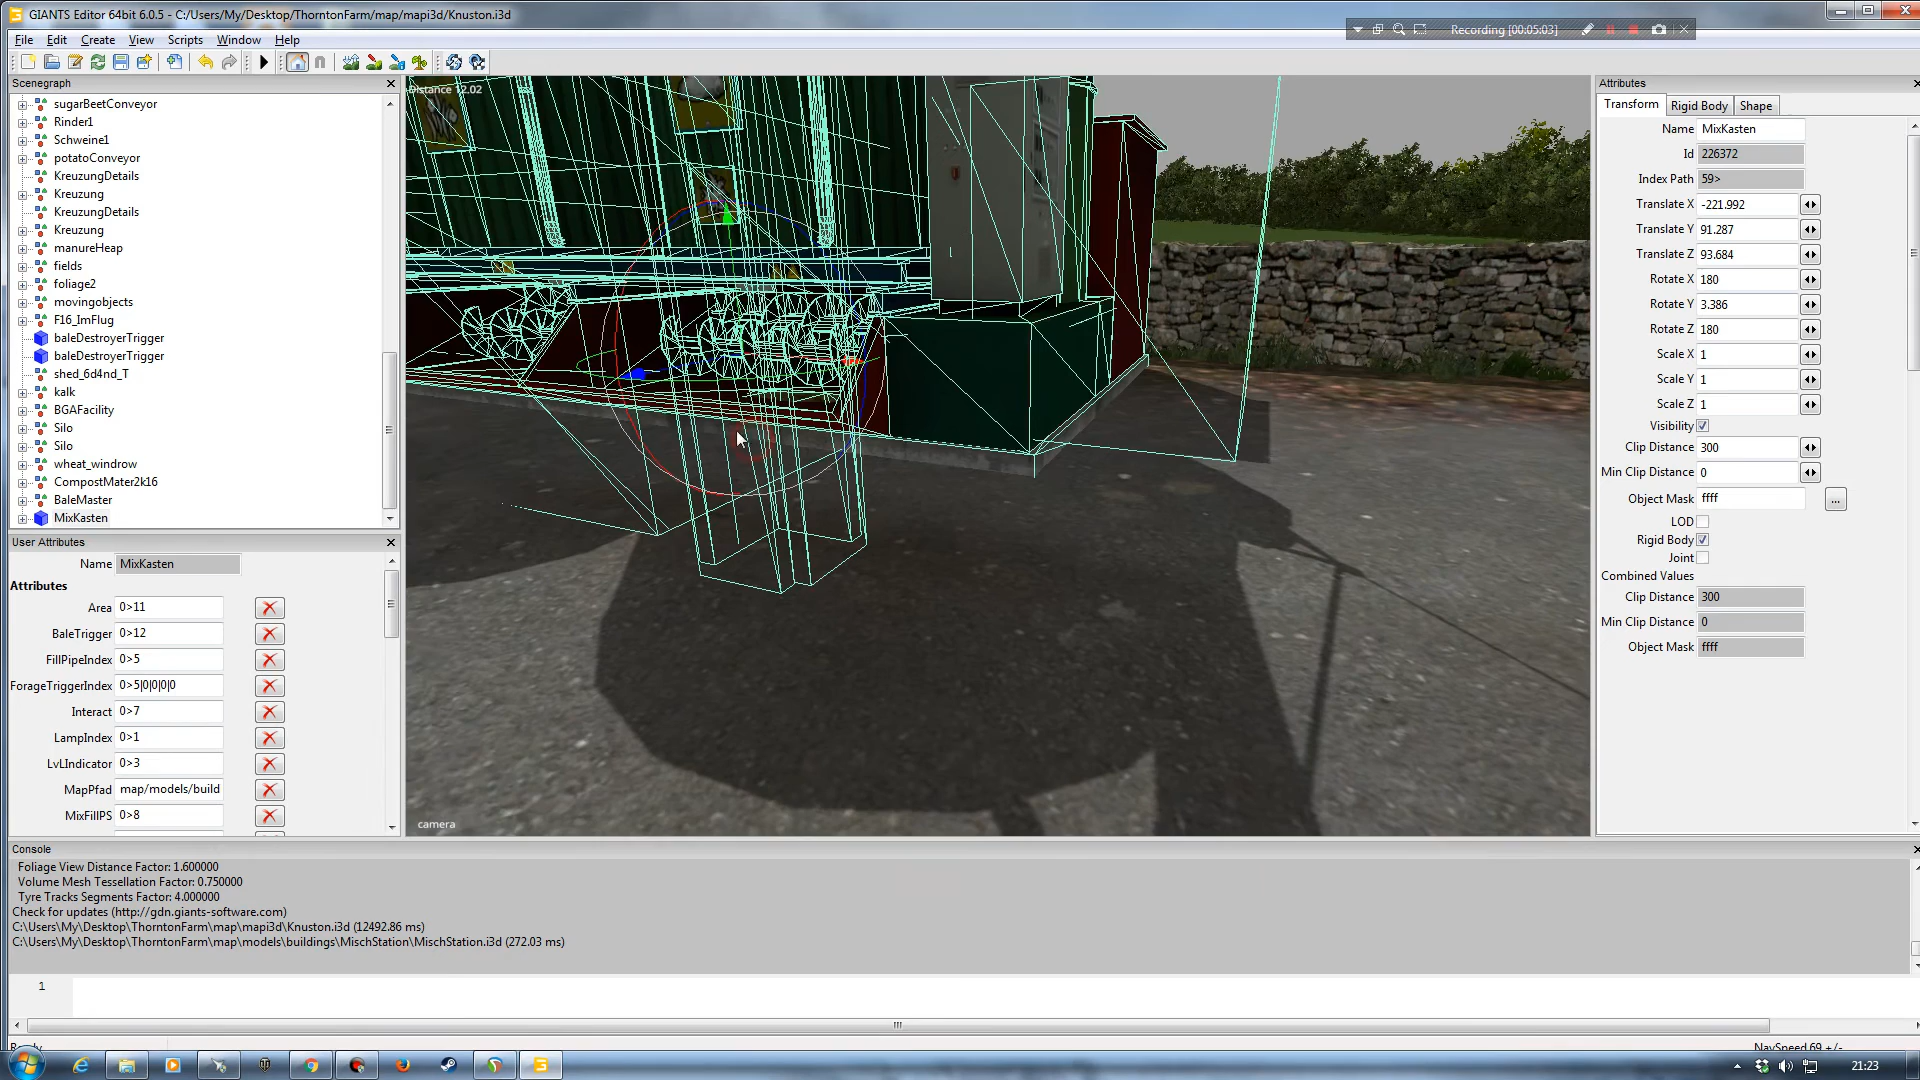 GIANTS Editor 64bit 6.0.5 - C:/Users/My/Desktop/ThorntonFarm/map/mapi3d/Knuston.i3d
Recording [00:05:03]
File Edit Create View Scripts Window Help
Scenegraph
sugarBeetConveyor
Rinder1
Schweine1
potatoConveyor
KreuzungDetails
Kreuzung
KreuzungDetails
Kreuzung
manureHeap
fields
foliage2
movingobjects
F16_ImFlug
baleDestroyerTrigger
baleDestroyerTrigger
shed_6d4nd_T
kalk
BGAFacility
Silo
Silo
wheat_windrow
CompostMater2k16
BaleMaster
MixKasten
User Attributes
Name MixKasten
Attributes
Area 0>11
BaleTrigger 0>12
FillPipeIndex 0>5
ForageTriggerIndex 0>5|0|0|0|0
Interact 0>7
LampIndex 0>1
LvLIndicator 0>3
MapPfad map/models/build
MixFillPS 0>8
Distance 12.02
camera
Attributes
Transform Rigid Body Shape
Name MixKasten
Id 226372
Index Path 59>
Translate X -221.992
Translate Y 91.287
Translate Z 93.684
Rotate X 180
Rotate Y 3.386
Rotate Z 180
Scale X 1
Scale Y 1
Scale Z 1
Visibility
Clip Distance 300
Min Clip Distance 0
Object Mask ffff ...
LOD
Rigid Body
Joint
Combined Values
Clip Distance 300
Min Clip Distance 0
Object Mask ffff
Console
Foliage View Distance Factor: 1.600000
Volume Mesh Tessellation Factor: 0.750000
Tyre Tracks Segments Factor: 4.000000
Check for updates (http://gdn.giants-software.com)
C:\Users\My\Desktop\ThorntonFarm\map\mapi3d\Knuston.i3d (12492.86 ms)
C:\Users\My\Desktop\ThorntonFarm\map\models\buildings\MischStation\MischStation.i3d (272.03 ms)
1
NavSpeed 69 +/-
21:23